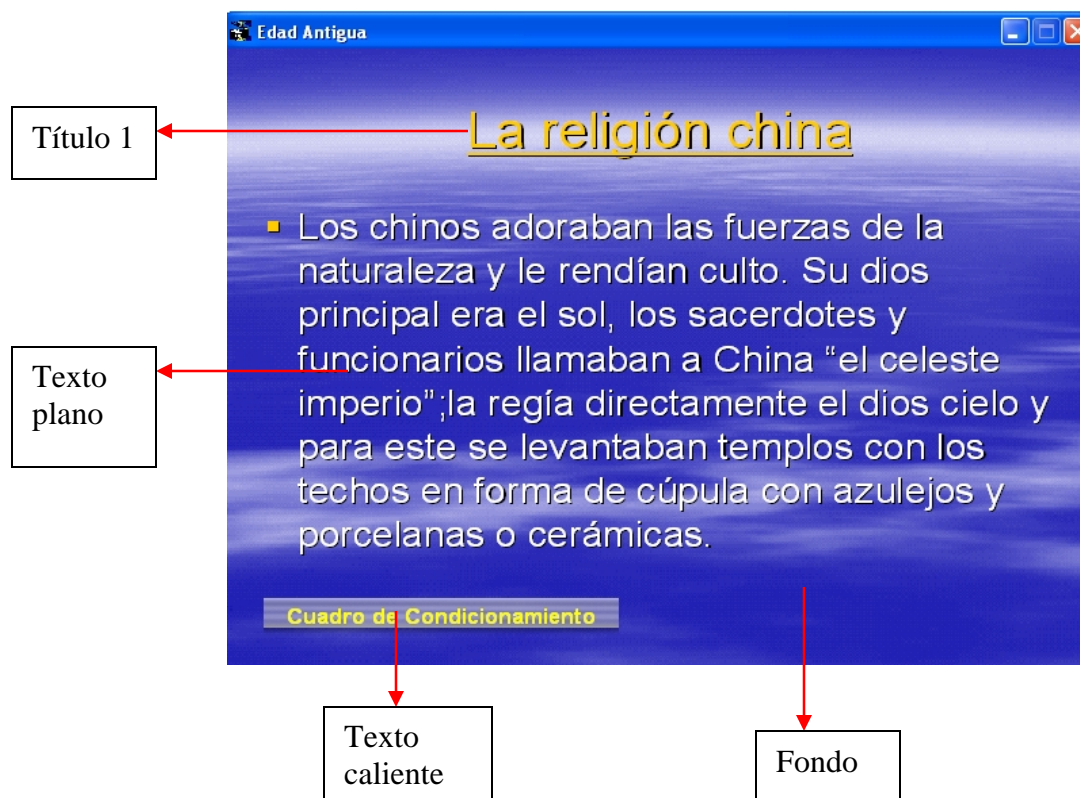 Edad Antigua
La religión china
Título 1
Los chinos adoraban las fuerzas de la
naturaleza y le rendían culto. Su dios
principal era el sol, los sacerdotes y
funcionarios llamaban a China “el celeste
imperio”;la regía directamente el dios cielo y
para este se levantaban templos con los
techos en forma de cúpula con azulejos y
porcelanas o cerámicas.
Texto
plano
Cuadro de Condicionamiento
Texto
caliente
Fondo